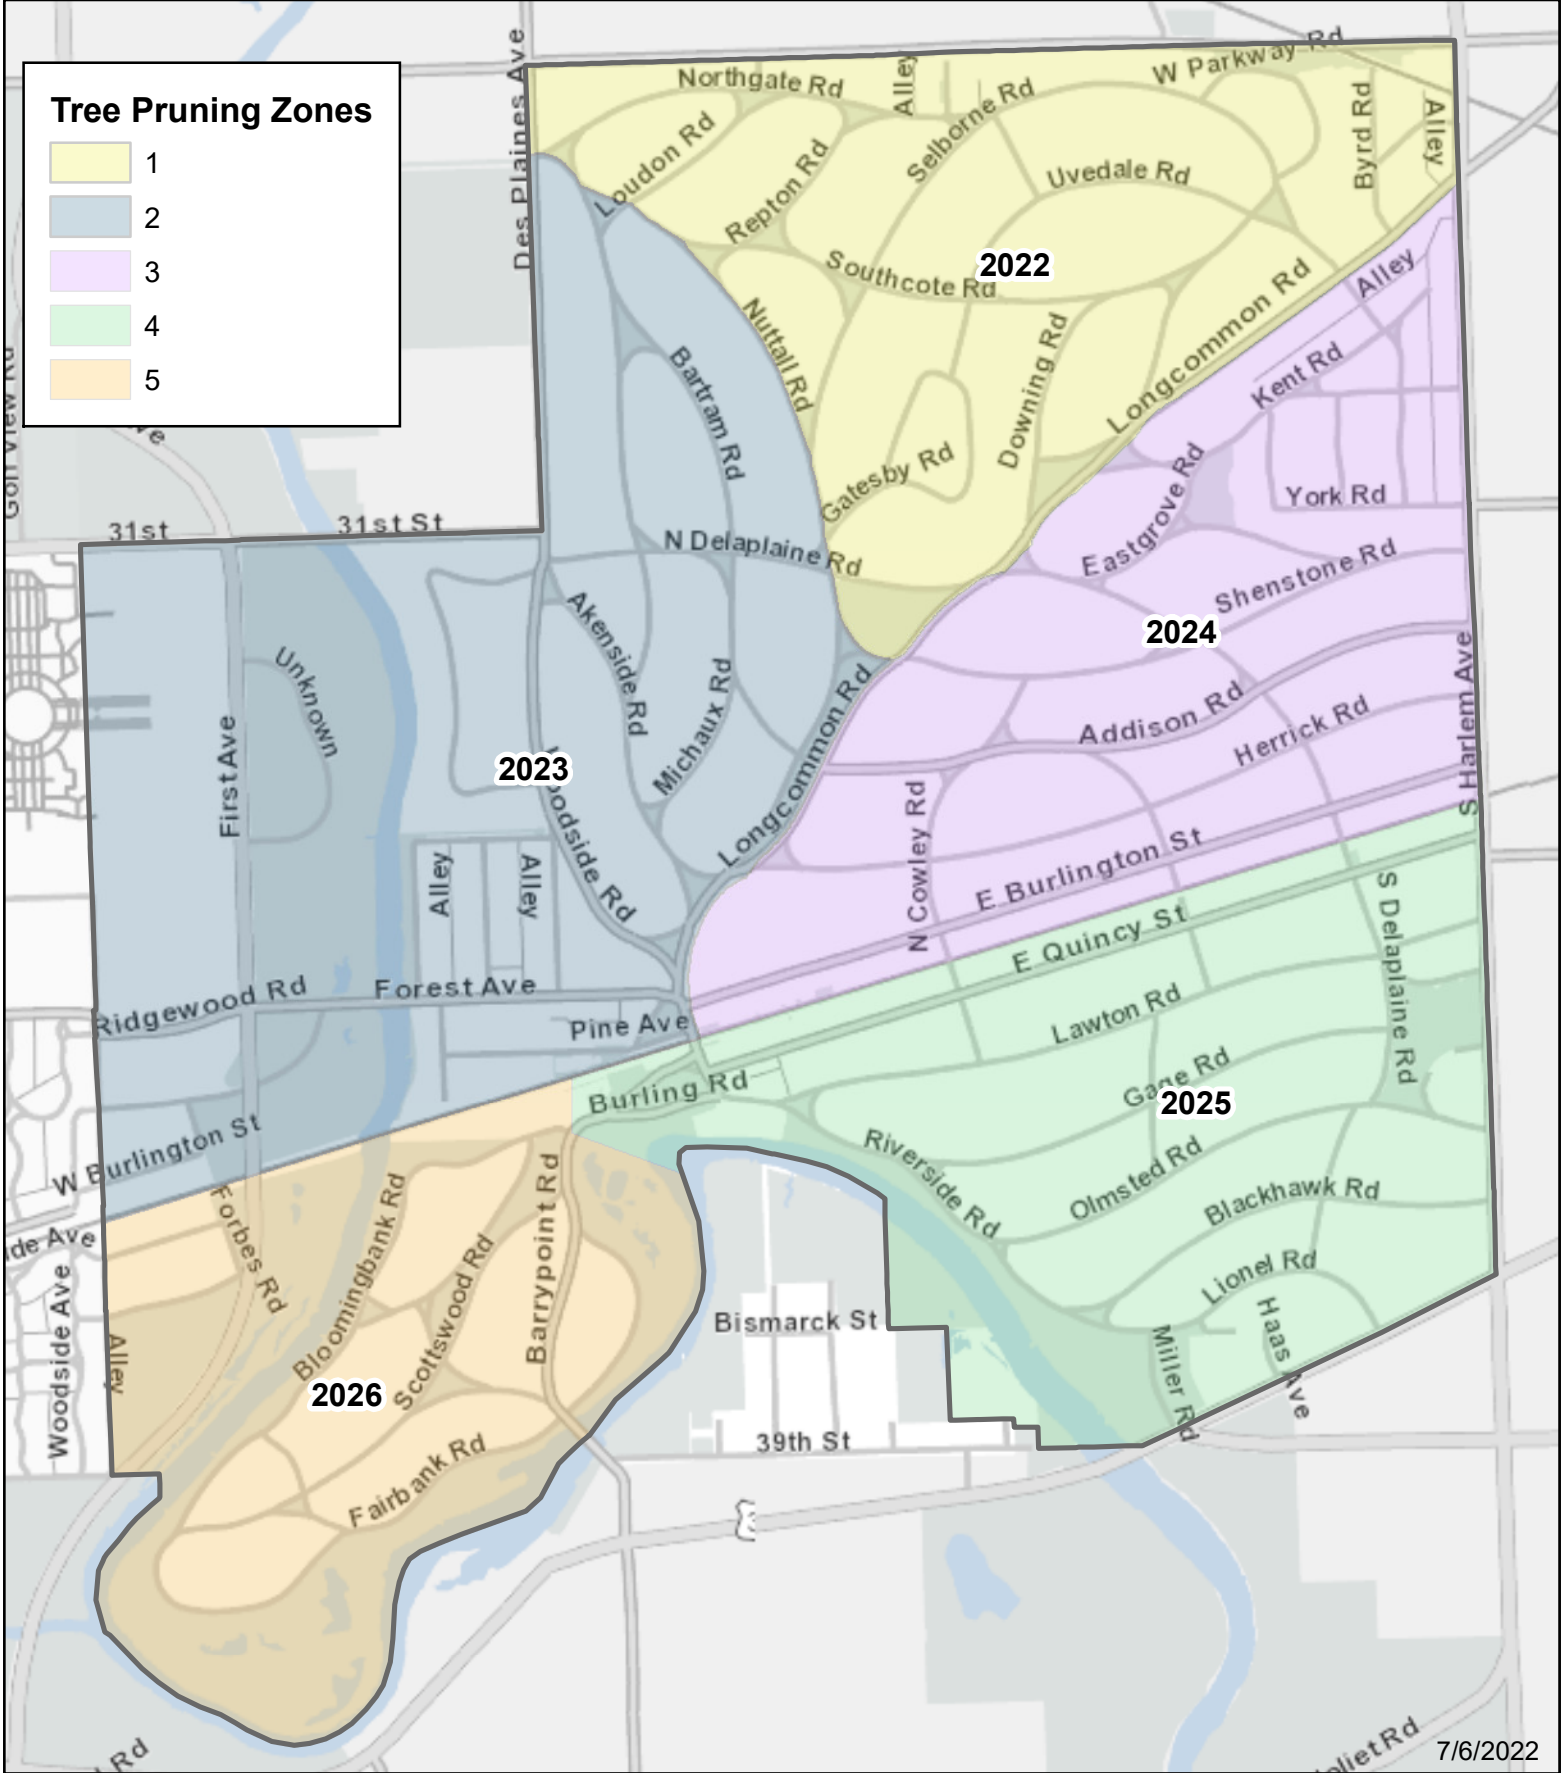 Tree Pruning Zones
1
2
3
4
5
Des Plaines Ave
Northgate Rd
Alley
W Parkway Rd
Selborne Rd
Byrd Rd
Alley
Loudon Rd
Repton Rd
Uvedale Rd
Southcote Rd
2022
Alley
Nuttall Rd
Downing Rd
Longcommon Rd
Kent Rd
Bartram Rd
Gatesby Rd
Eastgrove Rd
York Rd
31st
31st St
N Delaplaine Rd
Shenstone Rd
2024
Akenside Rd
Unknown
Michaux Rd
Longcommon Rd
Addison Rd
Herrick Rd
S Harlem Ave
First Ave
2023
Woodside Rd
Alley
Alley
N Cowley Rd
E Burlington St
E Quincy St
S Delaplaine Rd
Ridgewood Rd
Forest Ave
Pine Ave
Lawton Rd
Burling Rd
Gage Rd
2025
W Burlington St
Riverside Rd
Olmsted Rd
Blackhawk Rd
ide Ave
Forbes Rd
Bloomingbank Rd
Scottswood Rd
Barrypoint Rd
Lionel Rd
Haas Ave
Miller Rd
Bismarck St
Woodside Ave
Alley
2026
39th St
Fairbank Rd
Rd
oliet Rd
7/6/2022